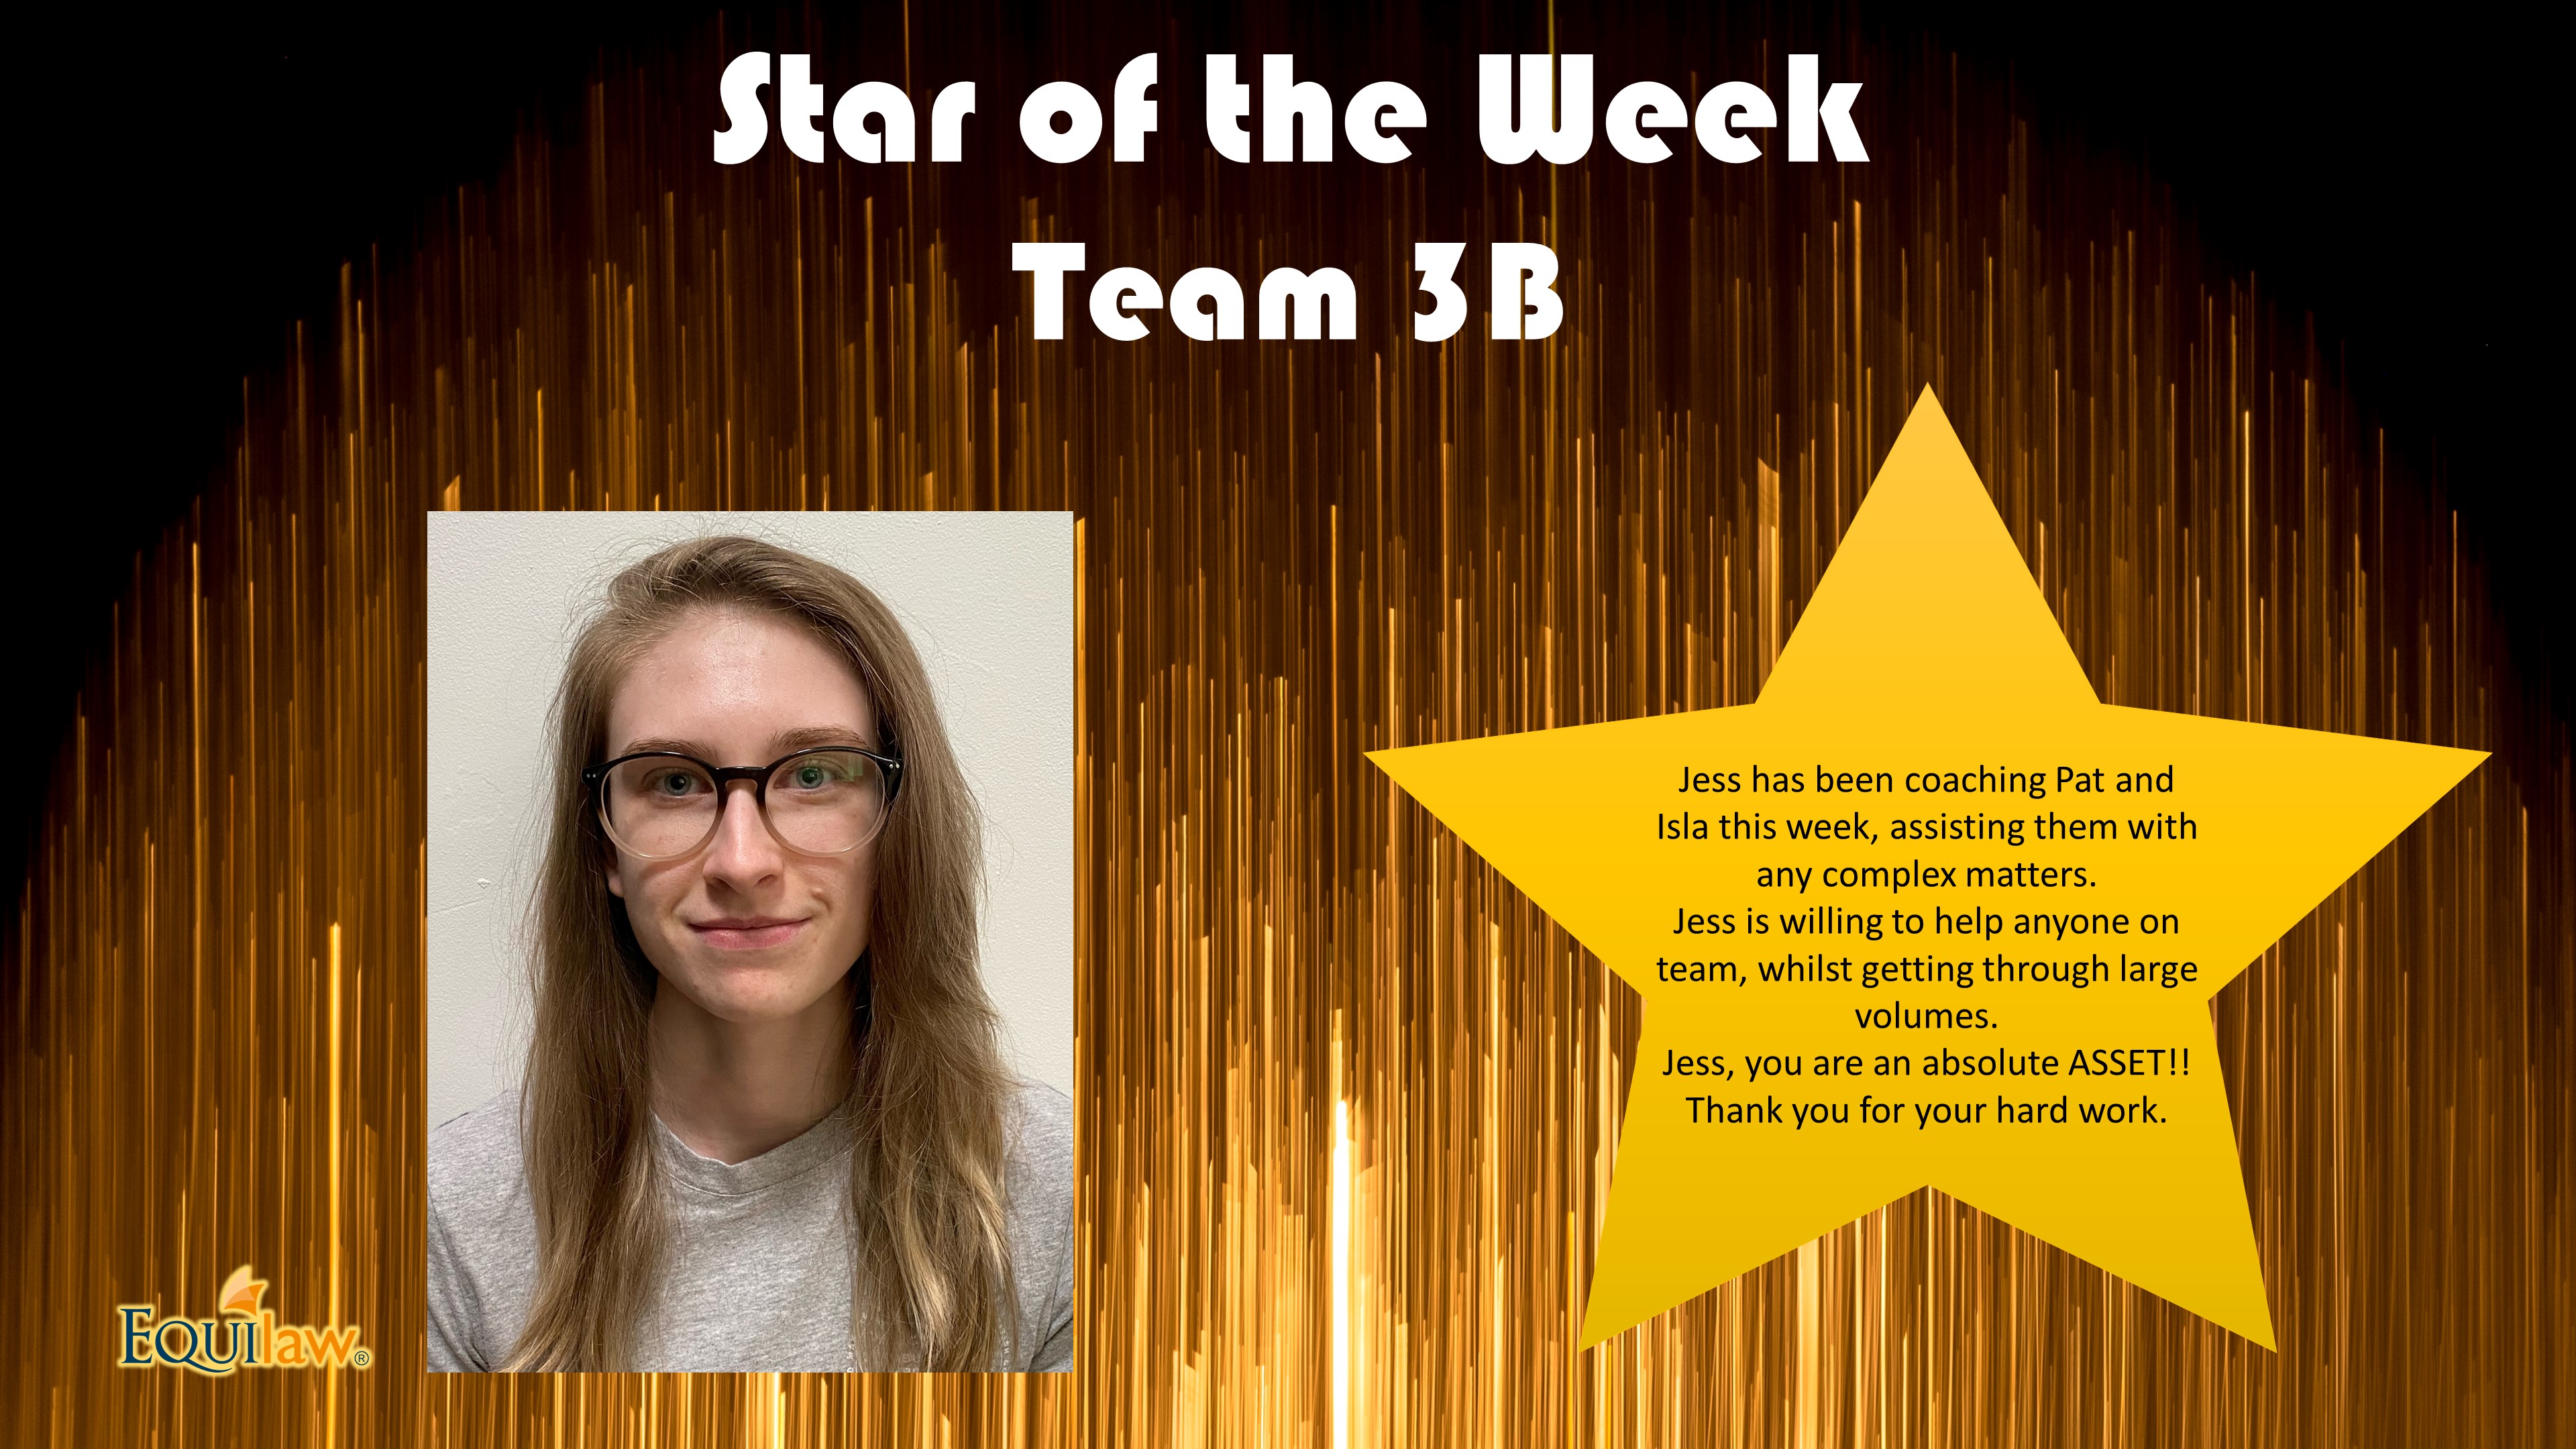 Star of the Week
Team 3B
Jess has been coaching Pat and
Isla this week, assisting them with
any complex matters.
Jess is willing to help anyone on
team, whilst getting through large
volumes.
Jess, you are an absolute ASSET!!
Thank you for your hard work.
EQUIlaw®